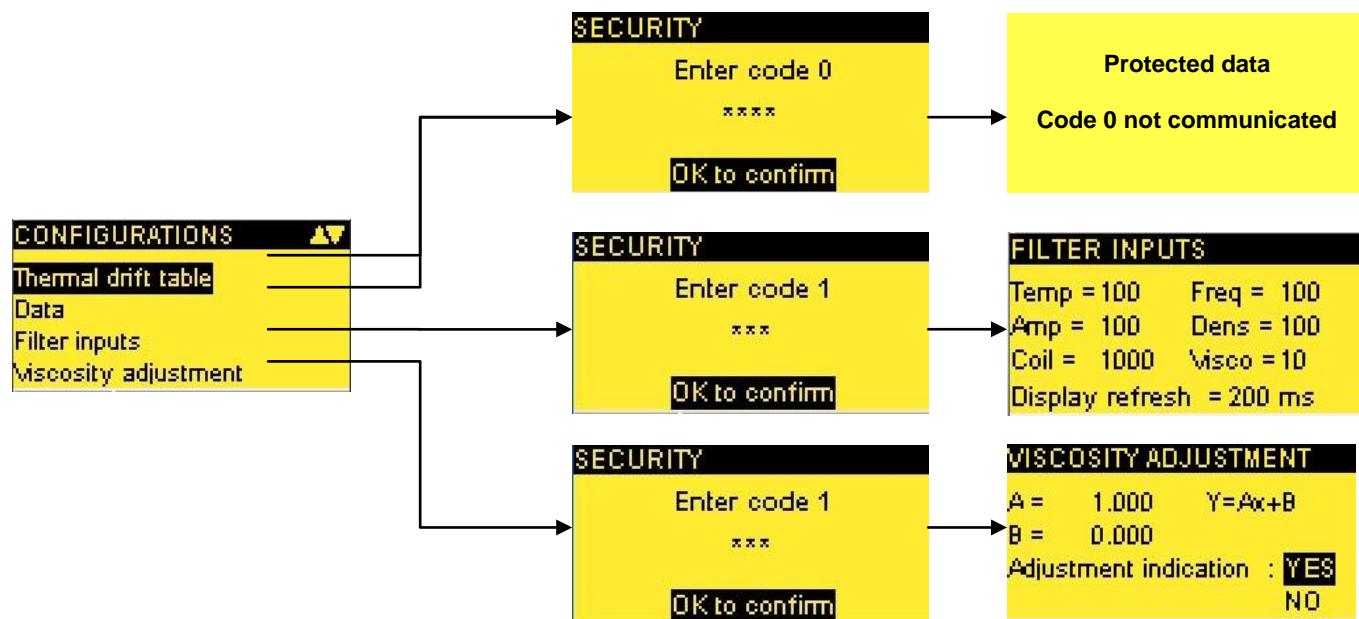 SECURITY
Enter code 0
****
OK to confirm
Protected data
Code 0 not communicated
CONFIGURATIONS
Thermal drift table
Data
Filter inputs
Viscosity adjustment
SECURITY
Enter code 1
***
OK to confirm
FILTER INPUTS
Temp = 100 Freq = 100
Amp = 100 Dens = 100
Coil = 1000 Visco = 10
Display refresh = 200 ms
SECURITY
Enter code 1
***
OK to confirm
VISCOSITY ADJUSTMENT
A = 1.000 Y=Ax+B
B = 0.000
Adjustment indication : YES
NO